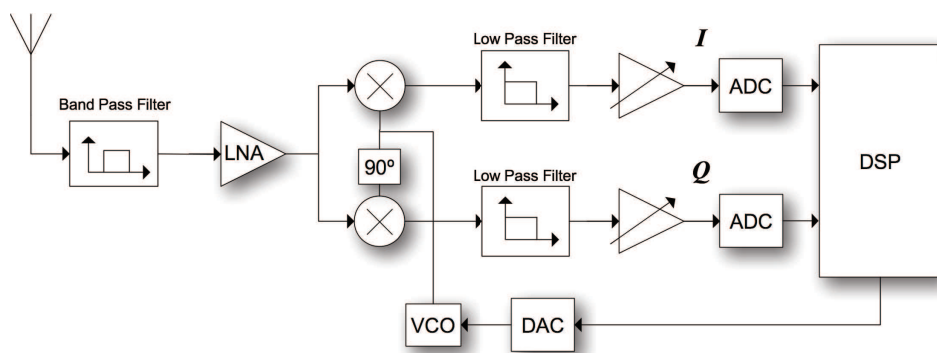 Low Pass Filter
I
Band Pass Filter
ADC
LNA
DSP
90º
Low Pass Filter
Q
ADC
VCO
DAC